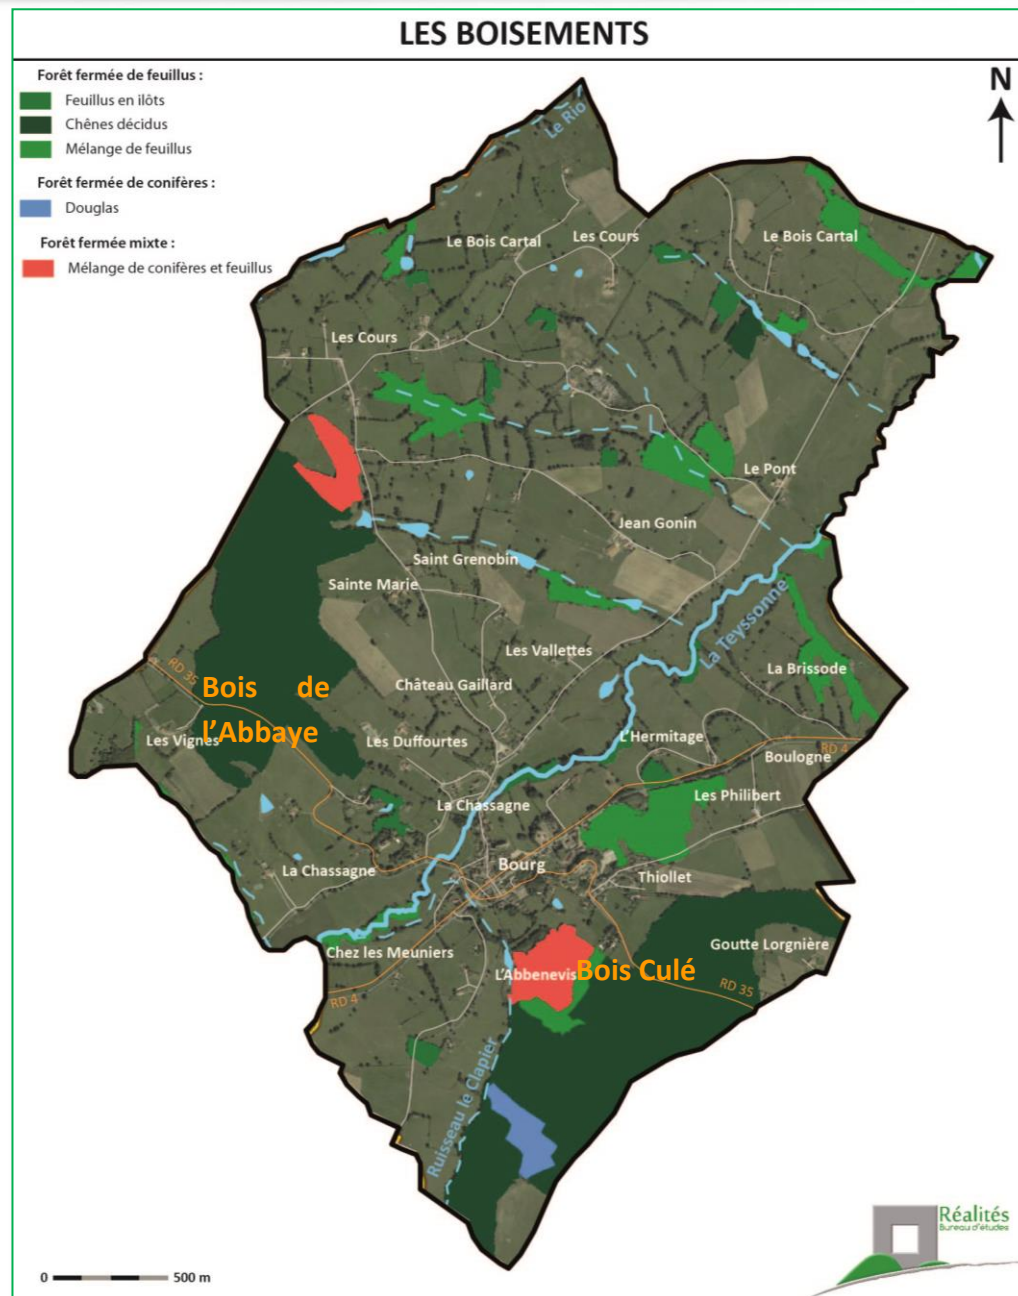 LES BOISEMENTS
Forêt fermée de feuillus :
Feuillus en ilôts
Chênes décidus
Mélange de feuillus
Forêt fermée de conifères :
Douglas
Forêt fermée mixte :
Mélange de conifères et feuillus
N
Le Rio
Le Bois Cartal
Les Cours
Le Bois Cartal
Les Cours
Le Pont
Jean Gonin
Saint Grenobin
Sainte Marie
La Teyssonne
Les Vallettes
La Brissode
RD 35
Bois de
l'Abbaye
Château Gaillard
Les Vignes
Les Duffourtes
L'Hermitage
RD 4
Boulogne
Les Philibert
La Chassagne
Bourg
La Chassagne
Thiollet
Chez les Meuniers
Goutte Lorgnière
L'Abbenevis
Bois Culé
RD 35
RD 4
Ruisseau le Clapier
Réalités
Bureau d'études
0 500 m